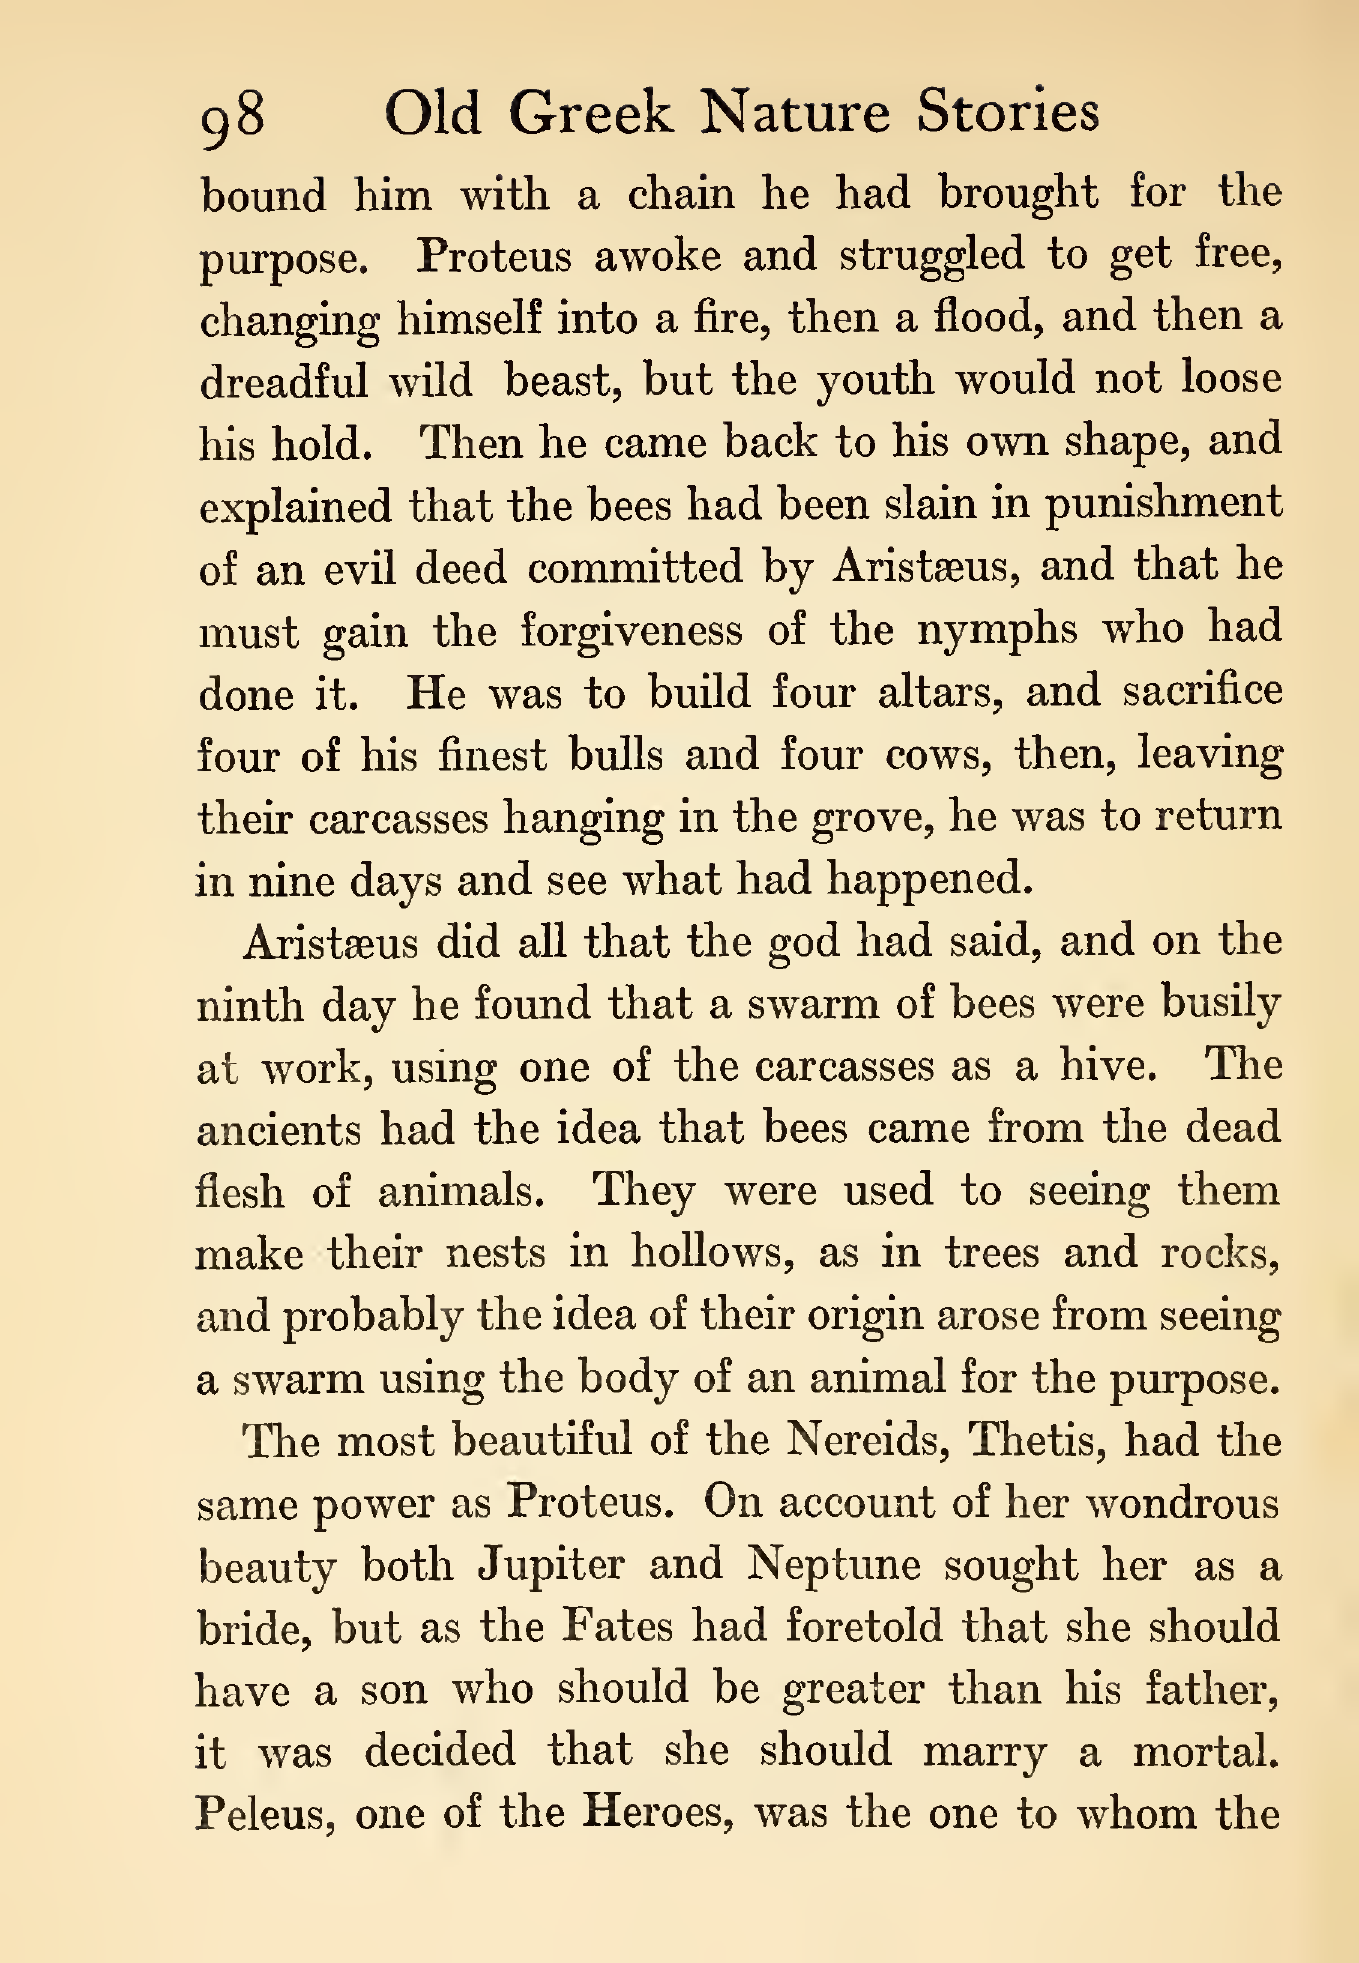 98 Old Greek Nature Stories
bound him with a chain he had brought for the
purpose. Proteus awoke and struggled to get free,
changing himself into a fire, then a flood, and then a
dreadful wild beast, but the youth would not loose
his hold. Then he came back to his own shape, and
explained that the bees had been slain in punishment
of an evil deed committed by Aristæus, and that he
must gain the forgiveness of the nymphs who had
done it. He was to build four altars, and sacrifice
four of his finest bulls and four cows, then, leaving
their carcasses hanging in the grove, he was to return
in nine days and see what had happened.
Aristæus did all that the god had said, and on the
ninth day he found that a swarm of bees were busily
at work, using one of the carcasses as a hive. The
ancients had the idea that bees came from the dead
flesh of animals. They were used to seeing them
make their nests in hollows, as in trees and rocks,
and probably the idea of their origin arose from seeing
a swarm using the body of an animal for the purpose.
The most beautiful of the Nereids, Thetis, had the
same power as Proteus. On account of her wondrous
beauty both Jupiter and Neptune sought her as a
bride, but as the Fates had foretold that she should
have a son who should be greater than his father,
it was decided that she should marry a mortal.
Peleus, one of the Heroes, was the one to whom the